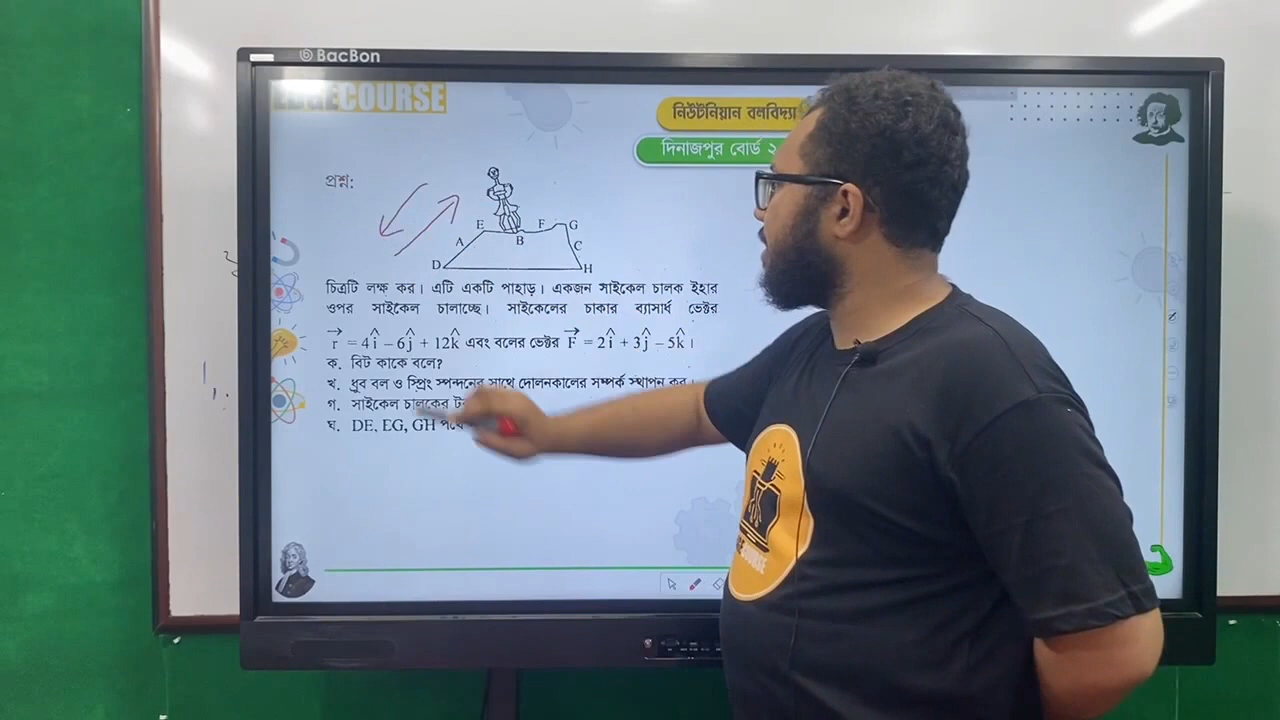 BacBon
EDGECOURSE
নিউটনিয়ান বলবিদ্যা
দিনাজপুর বোর্ড
প্রশ্ন:
E F G
A B C
D H
চিত্রটি লক্ষ্য কর। এটি একটি পাহাড়। একজন সাইকেল চালক ইহার
ওপর সাইকেল চালাচ্ছে। সাইকেলের চাকার ব্যাসার্ধ ভেক্টর
r⃗ = 4î − 6ĵ + 12k̂ এবং বলের ভেক্টর F⃗ = 2î + 3ĵ − 5k̂।
ক. বিট কাকে বলে?
খ. ধ্রুব বল ও স্প্রিং স্পন্দনের সাথে দোলনকালের সম্পর্ক স্থাপন কর।
গ. সাইকেল চালকের
ঘ. DE, EG, GH পথে
COURSE